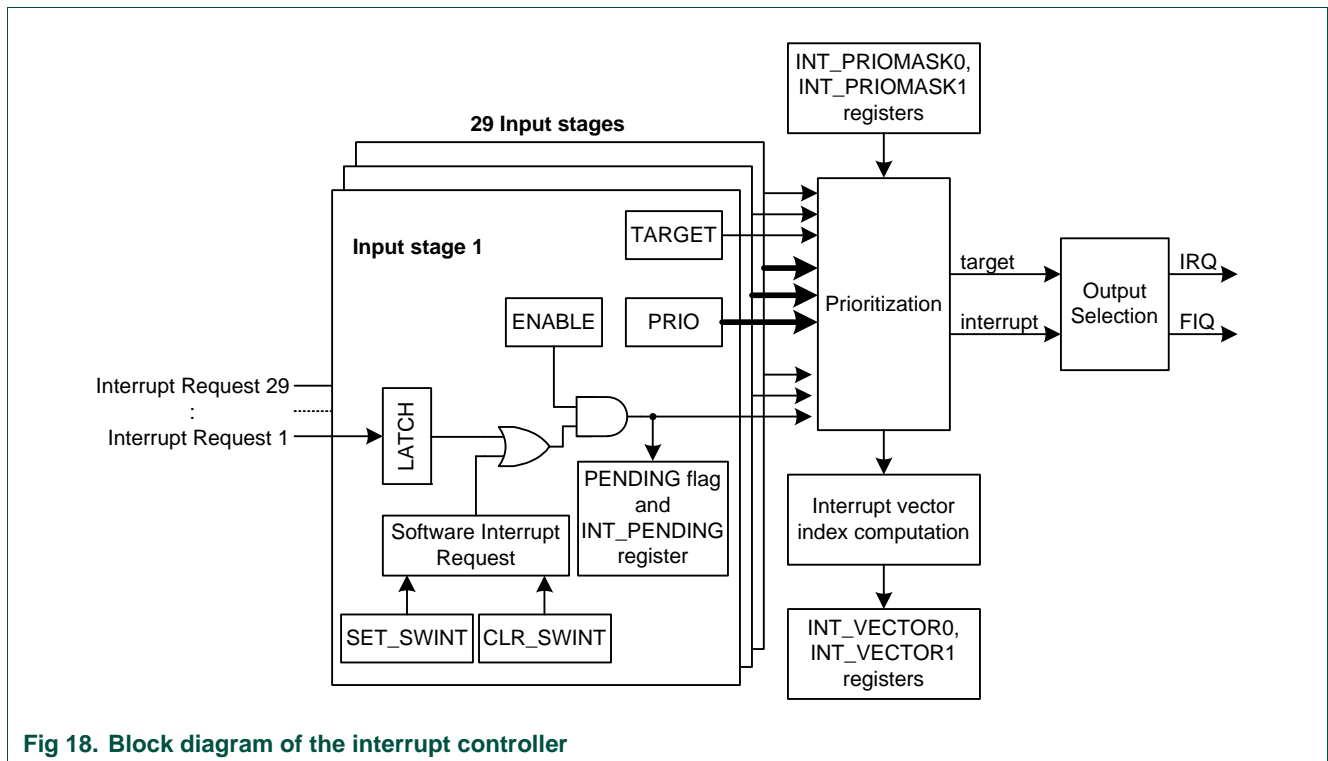 INT_PRIOMASK0,
INT_PRIOMASK1
registers
29 Input stages
Input stage 1
TARGET
ENABLE
PRIO
Prioritization
target
interrupt
Output
Selection
IRQ
FIQ
Interrupt Request 29
:
Interrupt Request 1
LATCH
PENDING flag
and
INT_PENDING
register
Software Interrupt
Request
SET_SWINT
CLR_SWINT
Interrupt vector
index computation
INT_VECTOR0,
INT_VECTOR1
registers
Fig 18. Block diagram of the interrupt controller